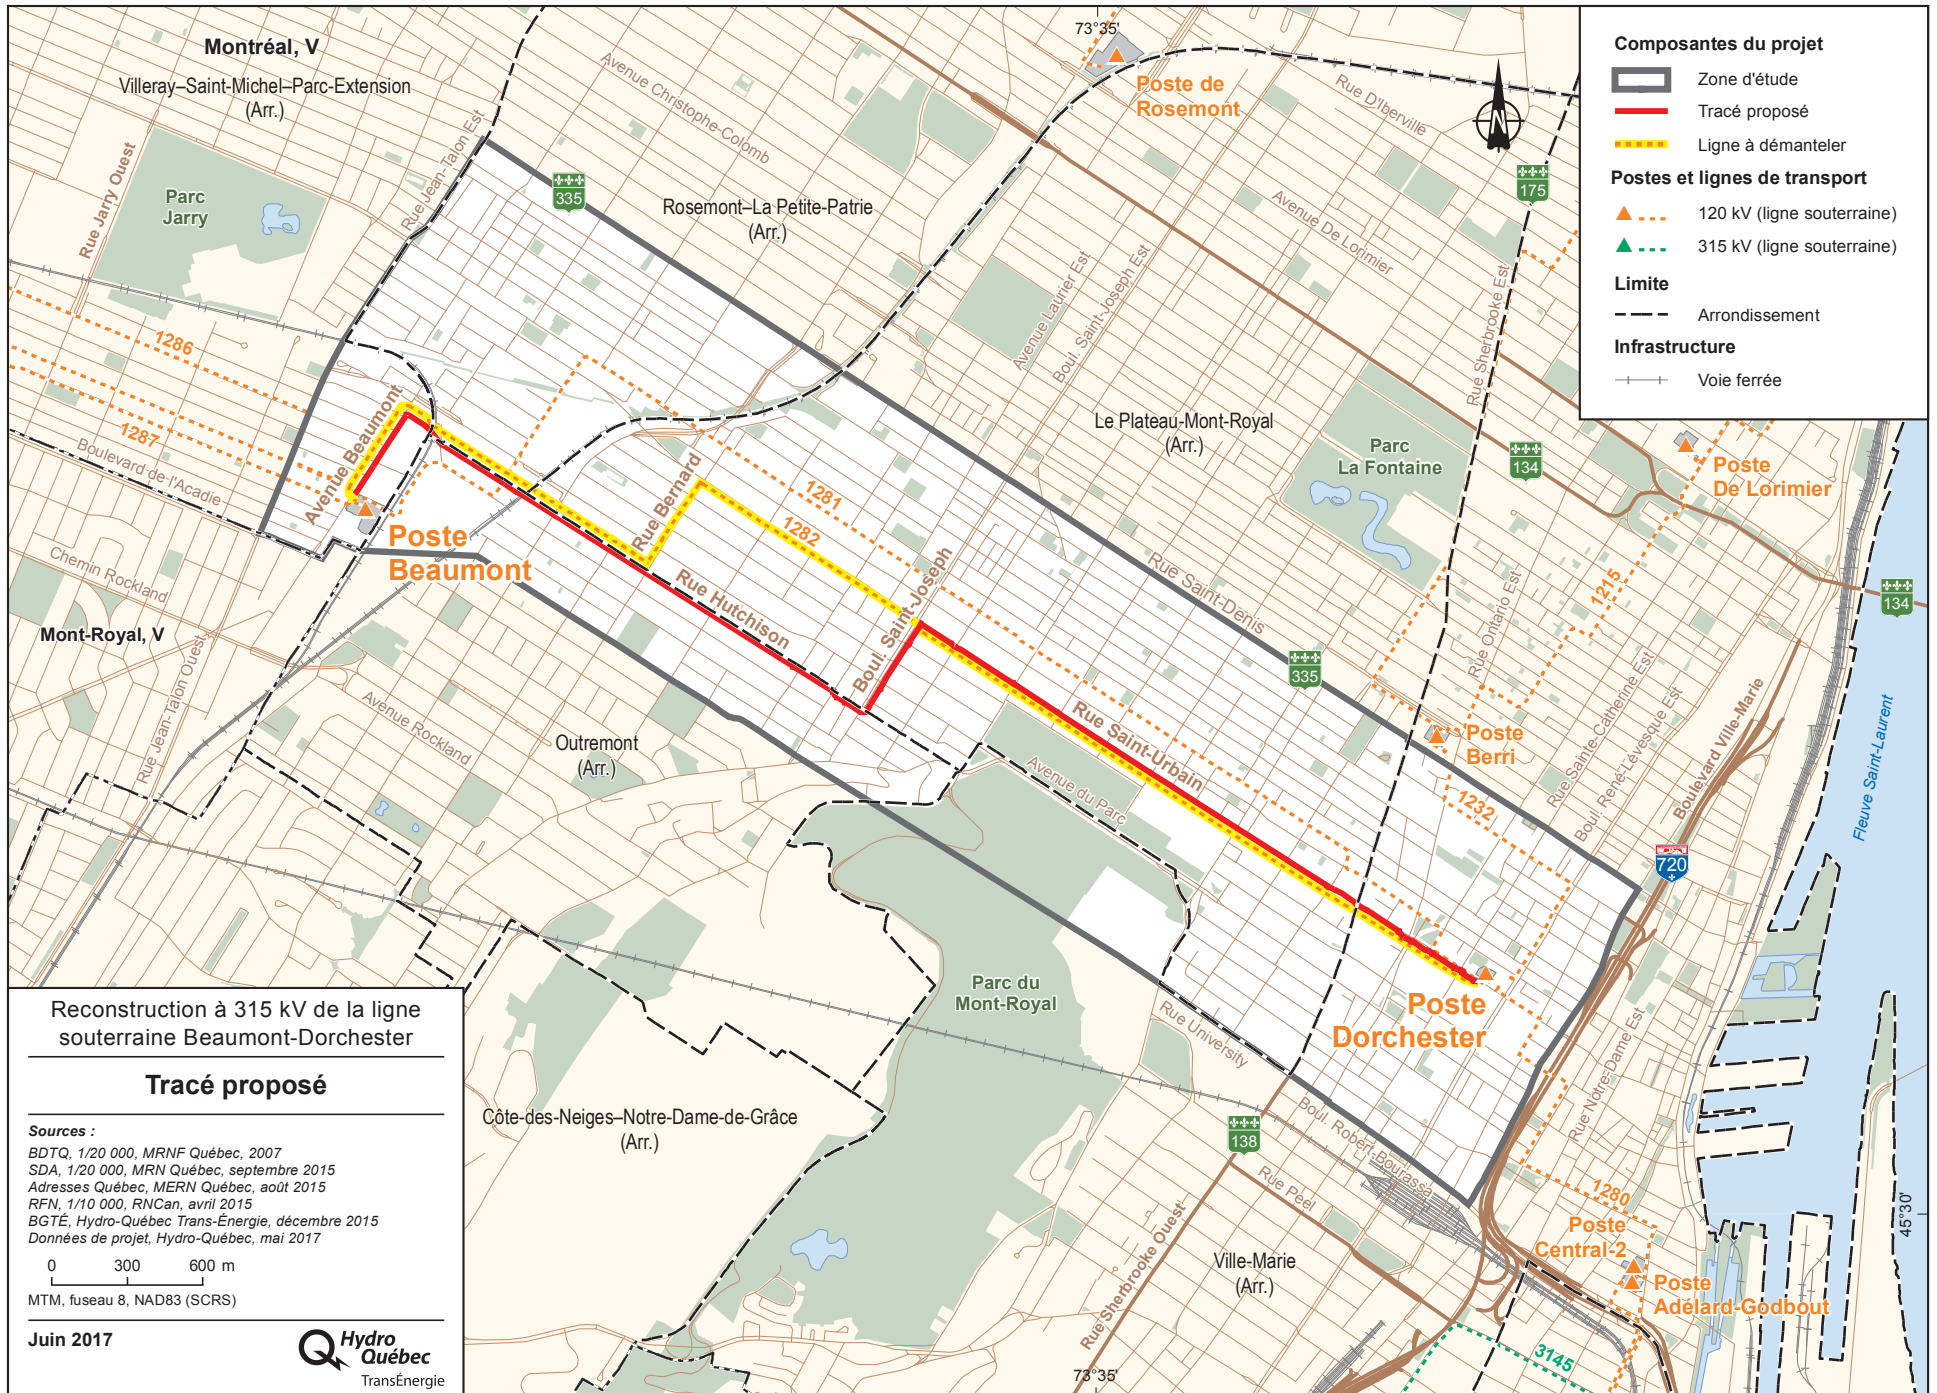 Montréal, V
Villeray–Saint-Michel–Parc-Extension
(Arr.)
Parc
Jarry
Rue Jarry Ouest
Rue Jean-Talon Est
Avenue Christophe-Colomb
335
Rosemont–La Petite-Patrie
(Arr.)
73°35'
Poste de
Rosemont
Rue D'Iberville
Avenue De Lorimier
175
Avenue Laurier Est
Boul. Saint-Joseph Est
Rue Sherbrooke Est
Composantes du projet
Zone d'étude
Tracé proposé
Ligne à démanteler
Postes et lignes de transport
120 kV (ligne souterraine)
315 kV (ligne souterraine)
Limite
Arrondissement
Infrastructure
Voie ferrée
1286
1287
Boulevard de l'Acadie
Avenue Beaumont
Poste
Beaumont
Chemin Rockland
Mont-Royal, V
Rue Jean-Talon Ouest
Avenue Rockland
Outremont
(Arr.)
Rue Bernard
Rue Hutchison
1281
1282
Boul. Saint-Joseph
Le Plateau-Mont-Royal
(Arr.)
Parc
La Fontaine
134
Poste
De Lorimier
1215
134
Rue Saint-Denis
335
Rue Ontario Est
Rue Saint-Urbain
Avenue du Parc
Poste
Berri
1232
Rue Sainte-Catherine Est
Boul. René-Lévesque Est
Boulevard Ville-Marie
720
Fleuve Saint-Laurent
Parc du
Mont-Royal
Poste
Dorchester
Rue University
Rue Notre-Dame Est
Côte-des-Neiges–Notre-Dame-de-Grâce
(Arr.)
138
Boul. Robert-Bourassa
Rue Peel
Rue Sherbrooke Ouest
Ville-Marie
(Arr.)
1280
Poste
Central-2
Poste
Adélard-Godbout
3145
45°30'
73°35'
N
Reconstruction à 315 kV de la ligne
souterraine Beaumont-Dorchester
Tracé proposé
Sources :
BDTQ, 1/20 000, MRNF Québec, 2007
SDA, 1/20 000, MRN Québec, septembre 2015
Adresses Québec, MERN Québec, août 2015
RFN, 1/10 000, RNCan, avril 2015
BGTÉ, Hydro-Québec Trans-Énergie, décembre 2015
Données de projet, Hydro-Québec, mai 2017
0 300 600 m
MTM, fuseau 8, NAD83 (SCRS)
Juin 2017
Hydro
Québec
TransÉnergie